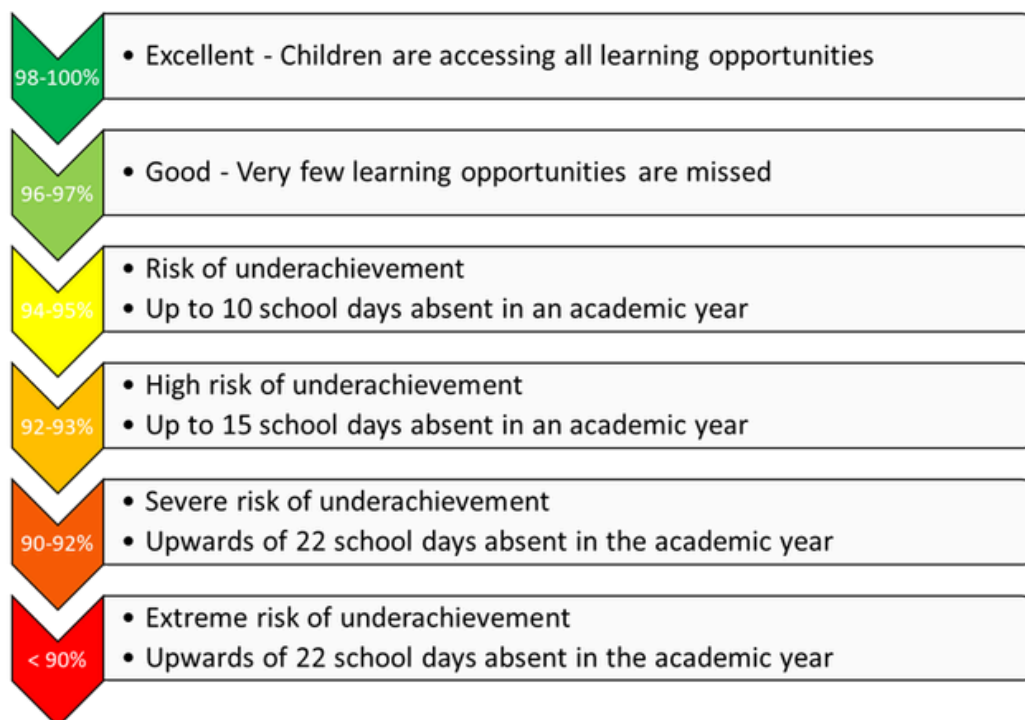 98-100%
• Excellent - Children are accessing all learning opportunities
96-97%
• Good - Very few learning opportunities are missed
94-95%
• Risk of underachievement
• Up to 10 school days absent in an academic year
92-93%
• High risk of underachievement
• Up to 15 school days absent in an academic year
90-92%
• Severe risk of underachievement
• Upwards of 22 school days absent in the academic year
< 90%
• Extreme risk of underachievement
• Upwards of 22 school days absent in the academic year